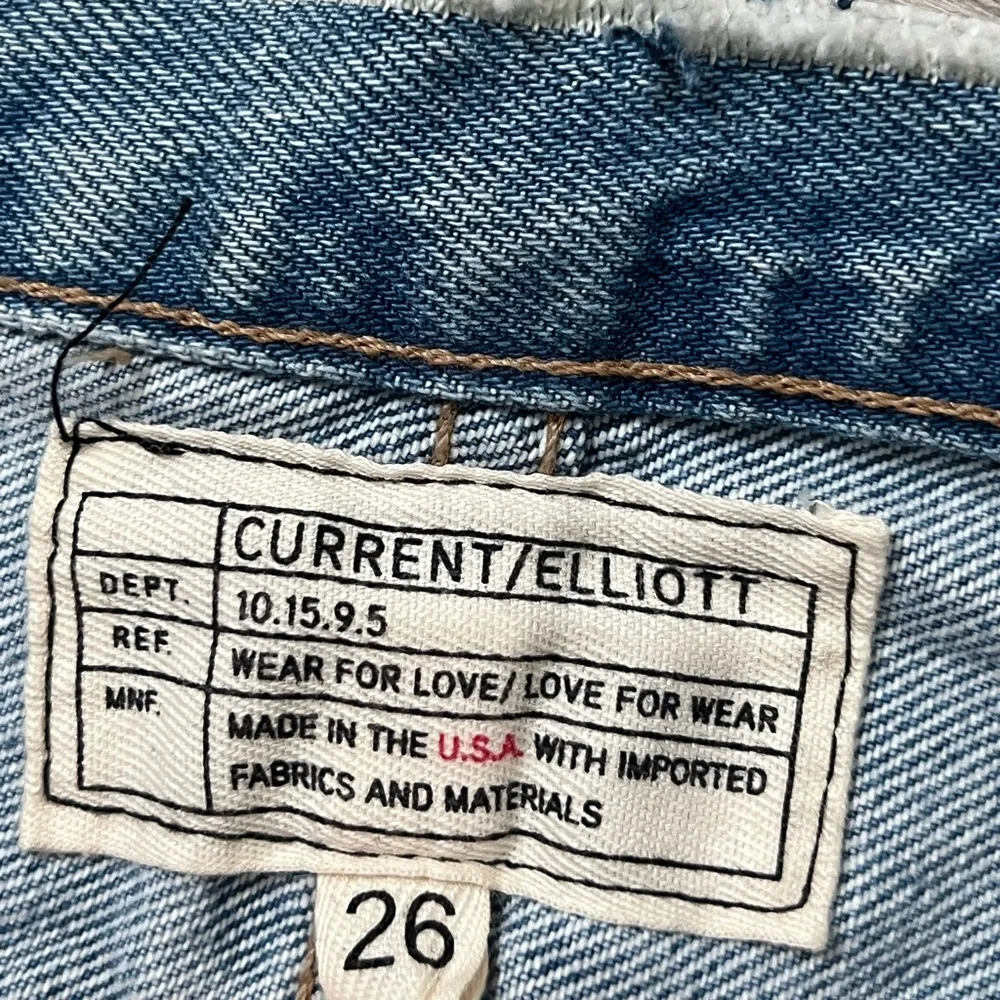 CURRENT/ELLIOTT
DEPT. 10.15.9.5
REF. WEAR FOR LOVE/ LOVE FOR WEAR
MNF. MADE IN THE U.S.A. WITH IMPORTED
FABRICS AND MATERIALS
26